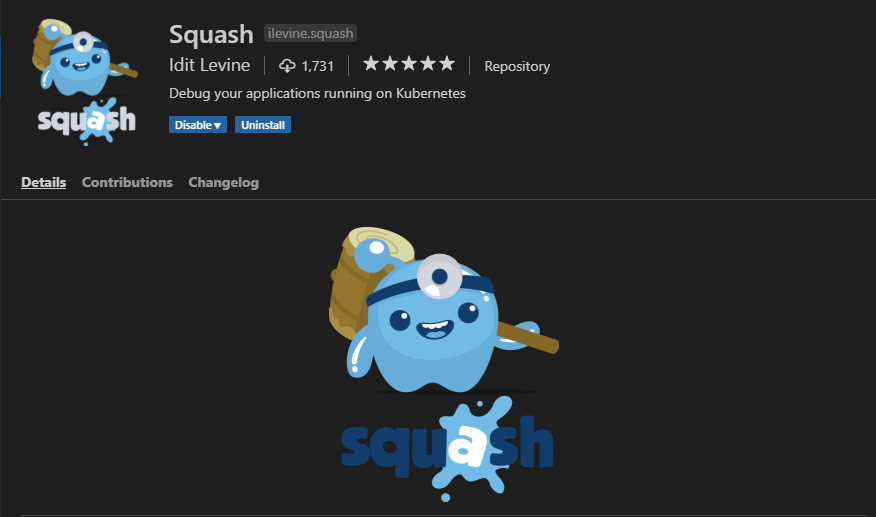 Squash ilevine.squash
Idit Levine 1,731 Repository
Debug your applications running on Kubernetes
Disable Uninstall
squash
Details Contributions Changelog
squash